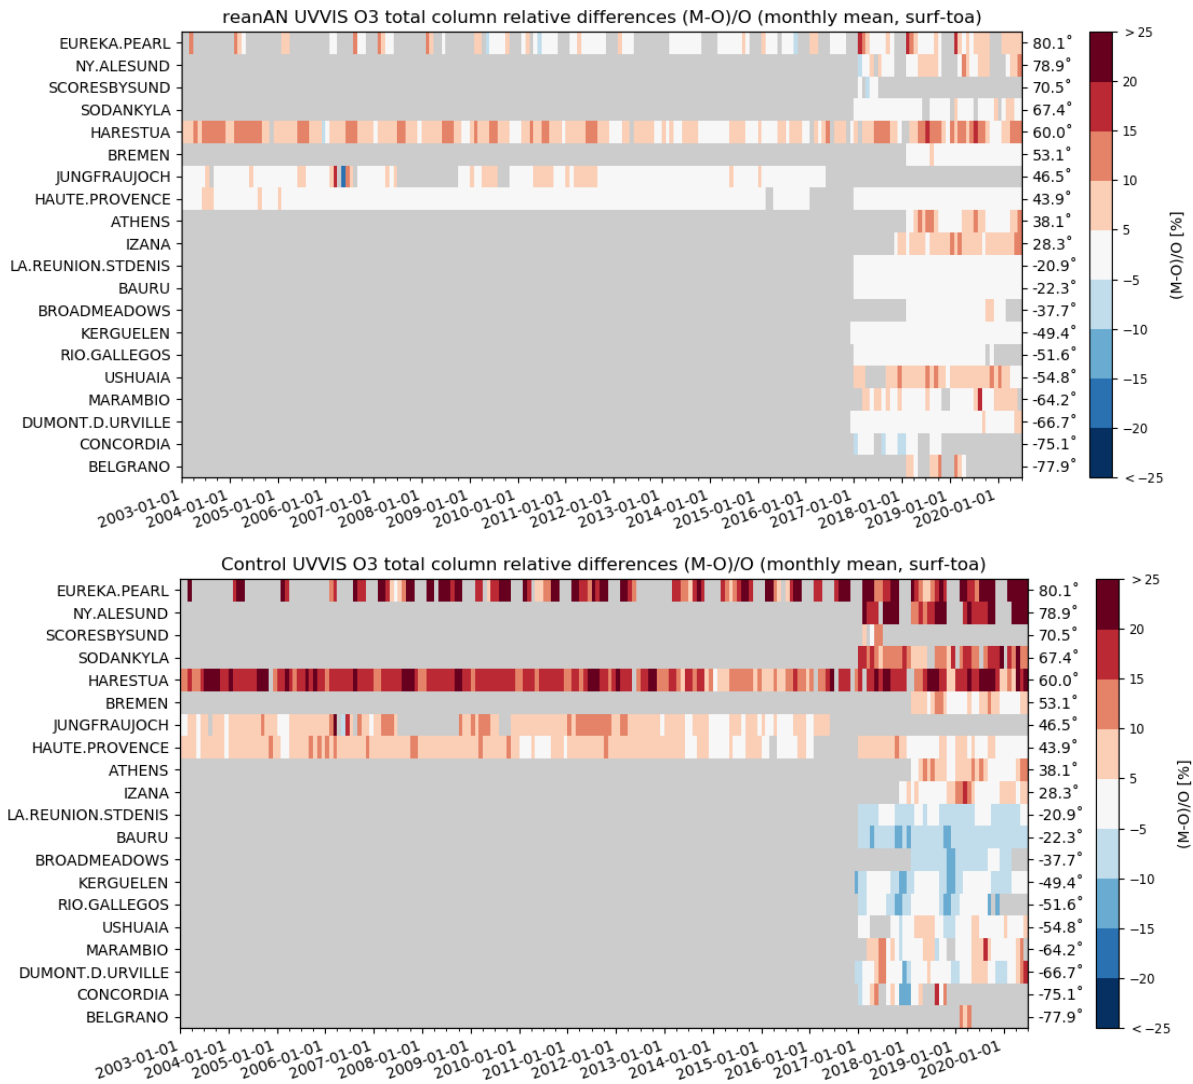 reanAN UVVIS O3 total column relative differences (M-O)/O (monthly mean, surf-toa)
EUREKA.PEARL 80.1˚
NY.ALESUND 78.9˚
SCORESBYSUND 70.5˚
SODANKYLA 67.4˚
HARESTUA 60.0˚
BREMEN 53.1˚
JUNGFRAUJOCH 46.5˚
HAUTE.PROVENCE 43.9˚
ATHENS 38.1˚
IZANA 28.3˚
LA.REUNION.STDENIS -20.9˚
BAURU -22.3˚
BROADMEADOWS -37.7˚
KERGUELEN -49.4˚
RIO.GALLEGOS -51.6˚
USHUAIA -54.8˚
MARAMBIO -64.2˚
DUMONT.D.URVILLE -66.7˚
CONCORDIA -75.1˚
BELGRANO -77.9˚
2003-01-01 2004-01-01 2005-01-01 2006-01-01 2007-01-01 2008-01-01 2009-01-01 2010-01-01 2011-01-01 2012-01-01 2013-01-01 2014-01-01 2015-01-01 2016-01-01 2017-01-01 2018-01-01 2019-01-01 2020-01-01
> 25
20
15
10
5
−5
−10
−15
−20
< −25
(M-O)/O [%]
Control UVVIS O3 total column relative differences (M-O)/O (monthly mean, surf-toa)
EUREKA.PEARL 80.1˚
NY.ALESUND 78.9˚
SCORESBYSUND 70.5˚
SODANKYLA 67.4˚
HARESTUA 60.0˚
BREMEN 53.1˚
JUNGFRAUJOCH 46.5˚
HAUTE.PROVENCE 43.9˚
ATHENS 38.1˚
IZANA 28.3˚
LA.REUNION.STDENIS -20.9˚
BAURU -22.3˚
BROADMEADOWS -37.7˚
KERGUELEN -49.4˚
RIO.GALLEGOS -51.6˚
USHUAIA -54.8˚
MARAMBIO -64.2˚
DUMONT.D.URVILLE -66.7˚
CONCORDIA -75.1˚
BELGRANO -77.9˚
2003-01-01 2004-01-01 2005-01-01 2006-01-01 2007-01-01 2008-01-01 2009-01-01 2010-01-01 2011-01-01 2012-01-01 2013-01-01 2014-01-01 2015-01-01 2016-01-01 2017-01-01 2018-01-01 2019-01-01 2020-01-01
> 25
20
15
10
5
−5
−10
−15
−20
< −25
(M-O)/O [%]